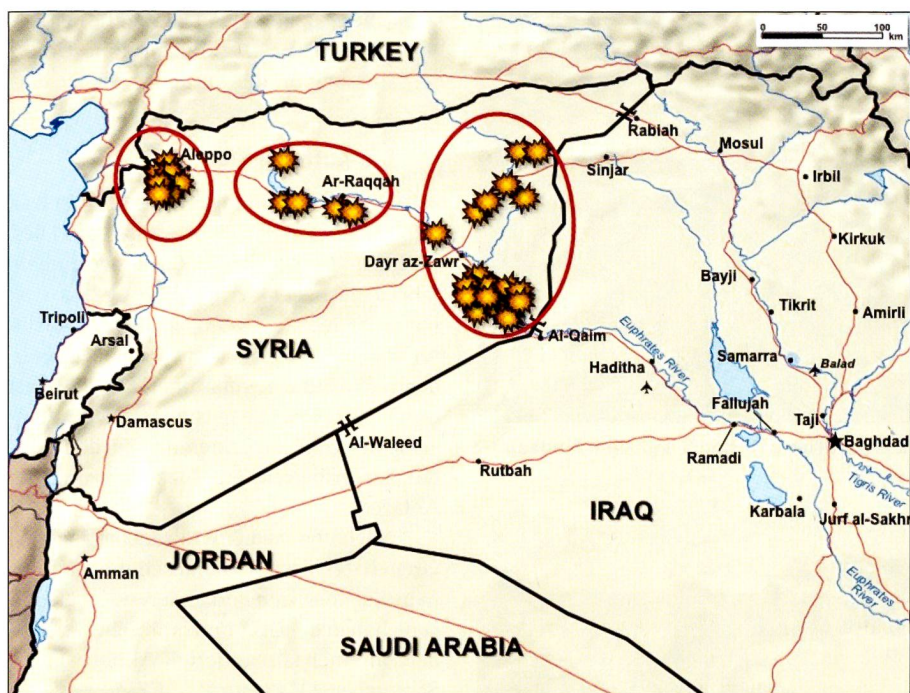 0 50 100
km
TURKEY
Rabiah
Aleppo
Mosul
Sinjar
Irbil
Ar-Raqqah
Kirkuk
Dayr az-Zawr
Bayji
Tikrit
Amirli
Tripoli
Al-Qaim
Euphrates River
Arsal
SYRIA
Haditha
Samarra
Balad
Beirut
Fallujah
Damascus
Taji
Al-Waleed
Baghdad
Ramadi
Rutbah
Tigris River
Karbala
IRAQ
Jurf al-Sakhr
JORDAN
Amman
Euphrates
River
SAUDI ARABIA